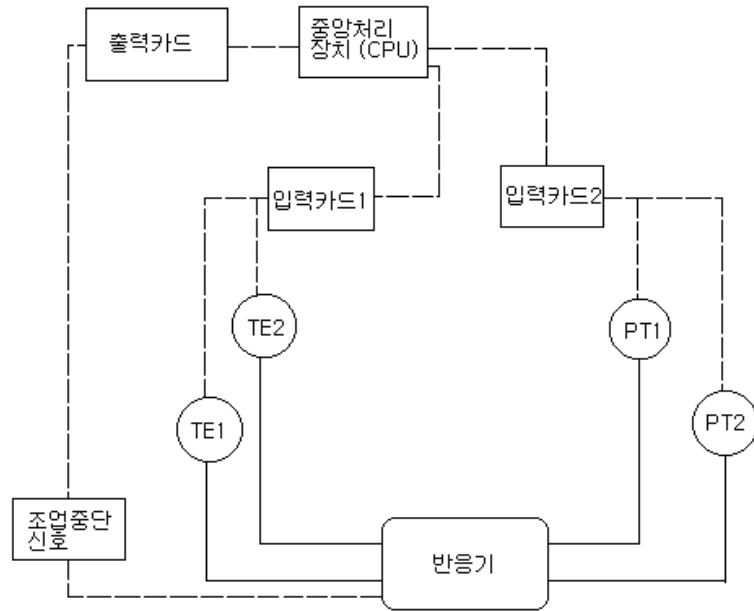 출력카드
중앙처리
장치 (CPU)
입력카드1
입력카드2
TE2
PT1
TE1
PT2
조업중단
신호
반응기